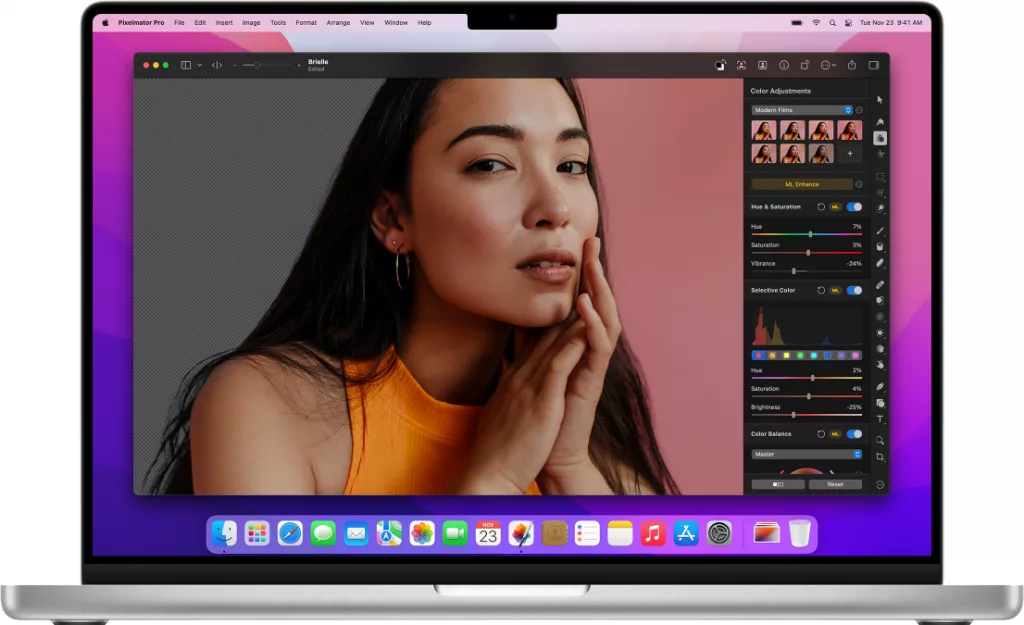 Pixelmator Pro File Edit Insert Image Tools Format Arrange View Window Help Tue Nov 23 9:41 AM
Brielle
Edited
Color Adjustments
Modern Films
+
ML Enhance
Hue & Saturation ML
Hue 7%
Saturation 3%
Vibrance -24%
Selective Color ML
Hue 2%
Saturation 4%
Brightness -25%
Color Balance ML
Master
Reset
NOV
23